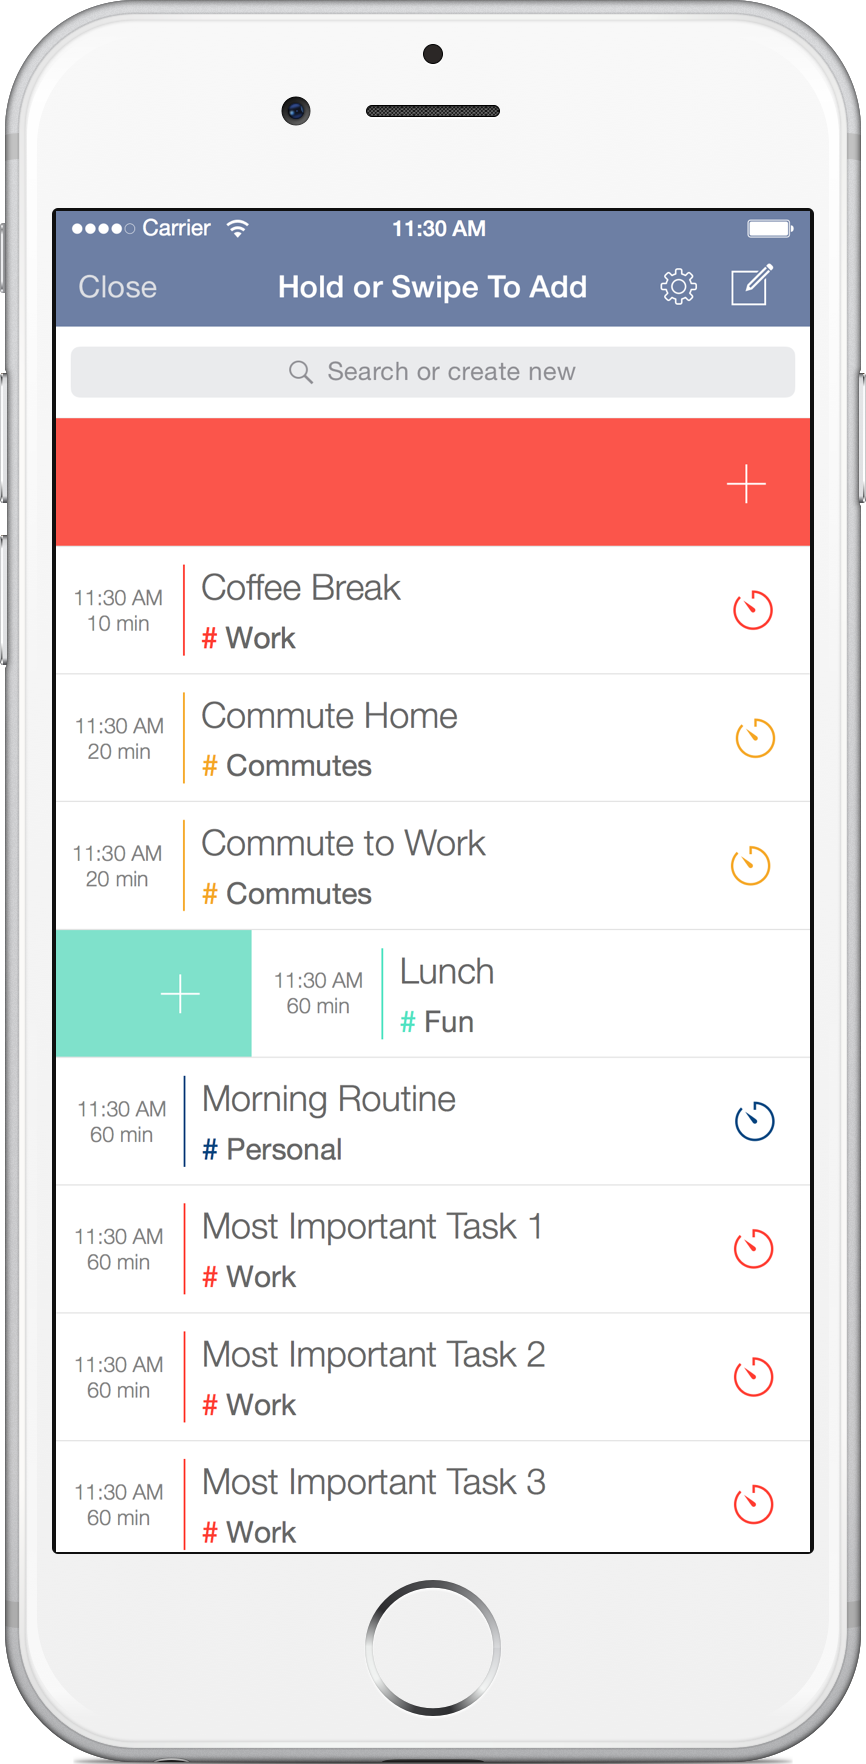 Carrier 11:30 AM
Close Hold or Swipe To Add
Search or create new
11:30 AM Coffee Break
10 min # Work
11:30 AM Commute Home
20 min # Commutes
11:30 AM Commute to Work
20 min # Commutes
11:30 AM Lunch
60 min # Fun
11:30 AM Morning Routine
60 min # Personal
11:30 AM Most Important Task 1
60 min # Work
11:30 AM Most Important Task 2
60 min # Work
11:30 AM Most Important Task 3
60 min # Work